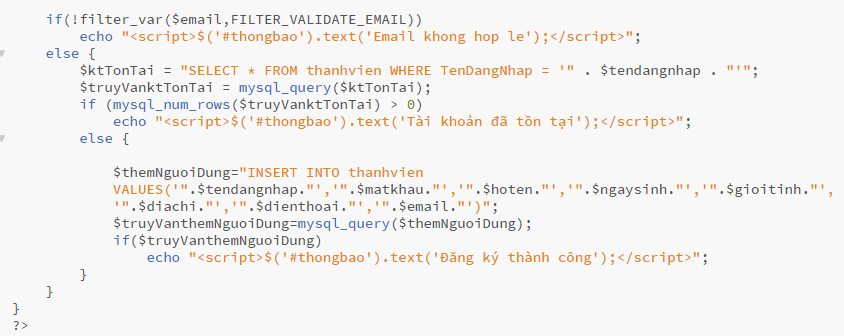 if(!filter_var($email,FILTER_VALIDATE_EMAIL))
echo "<script>$('#thongbao').text('Email khong hop le');</script>";
else {
$ktTonTai = "SELECT * FROM thanhvien WHERE TenDangNhap = '" . $tendangnhap . "'";
$truyVanktTonTai = mysql_query($ktTonTai);
if (mysql_num_rows($truyVanktTonTai) > 0)
echo "<script>$('#thongbao').text('Tài khoản đã tồn tại');</script>";
else {
$themNguoiDung="INSERT INTO thanhvien
VALUES('".$tendangnhap."','".$matkhau."','".$hoten."','".$ngaysinh."','".$gioitinh."',
'".$diachi."','".$dienthoai."','".$email."')";
$truyVanthemNguoiDung=mysql_query($themNguoiDung);
if($truyVanthemNguoiDung)
echo "<script>$('#thongbao').text('Đăng ký thành công');</script>";
}
}
}
?>